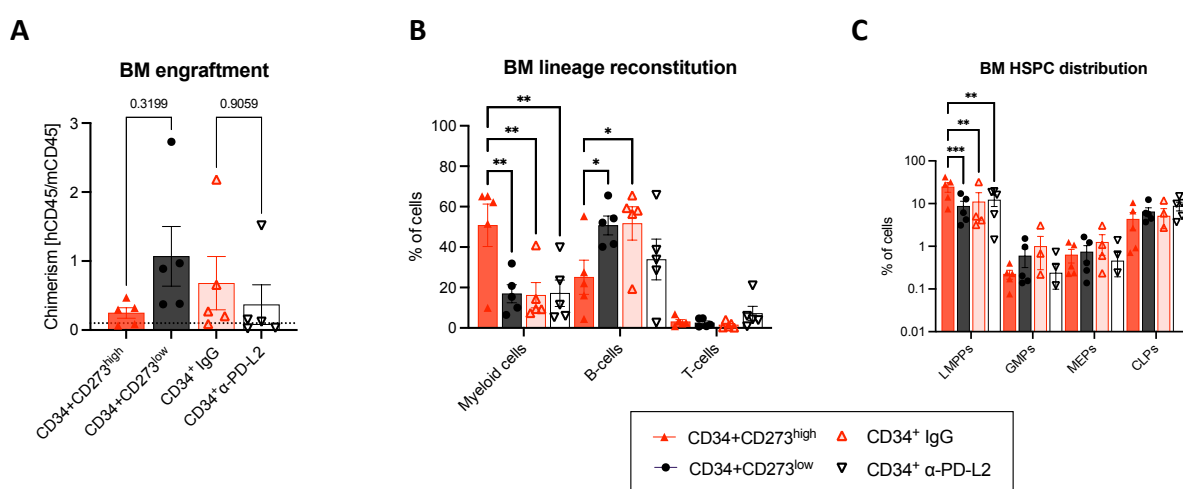 A
BM engraftment
0.3199
0.9059
Chimerism [hCD45/mCD45]
3
2
1
0
CD34+CD273high
CD34+CD273low
CD34+ IgG
CD34+α-PD-L2
B
BM lineage reconstitution
% of cells
100
80
60
40
20
0
**
**
**
*
*
Myeloid cells
B-cells
T-cells
C
BM HSPC distribution
% of cells
100
10
1
0.1
0.01
**
**
***
LMPPs
GMPs
MEPs
CLPs
CD34+CD273high
CD34+ IgG
CD34+CD273low
CD34+ α-PD-L2